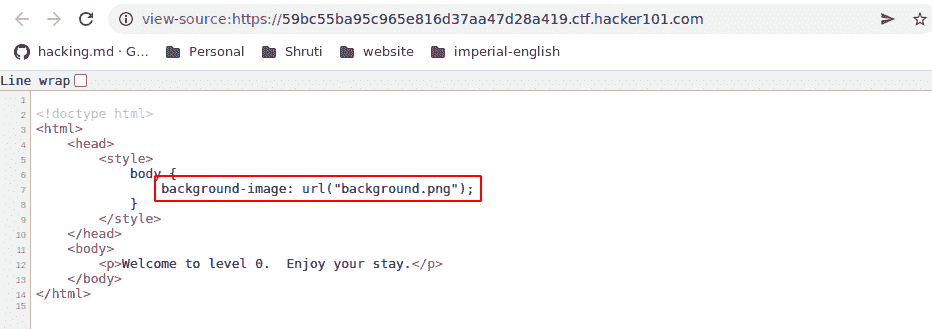 view-source:https://59bc55ba95c965e816d37aa47d28a419.ctf.hacker101.com
hacking.md · G... Personal Shruti website imperial-english
Line wrap
1
2 <!doctype html>
3 <html>
4 <head>
5 <style>
6 body {
7 background-image: url("background.png");
8 }
9 </style>
10 </head>
11 <body>
12 <p>Welcome to level 0.  Enjoy your stay.</p>
13 </body>
14 </html>
15